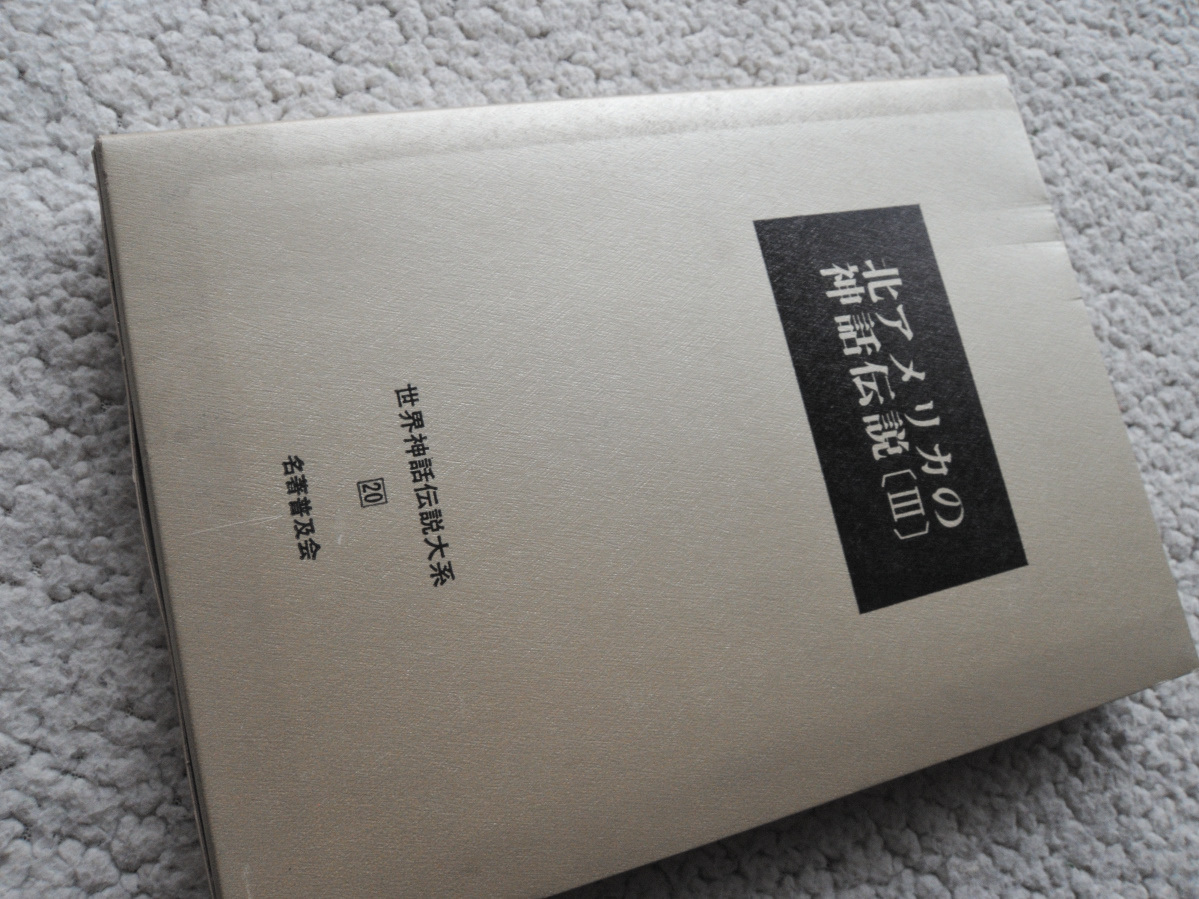 北アメリカの
神話伝説〔Ⅲ〕
世界神話伝説大系
20
名著普及会